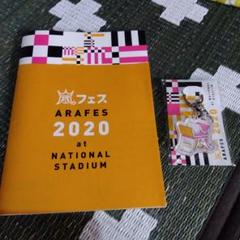 嵐フェス
ARAFES
2020
at
NATIONAL
STADIUM